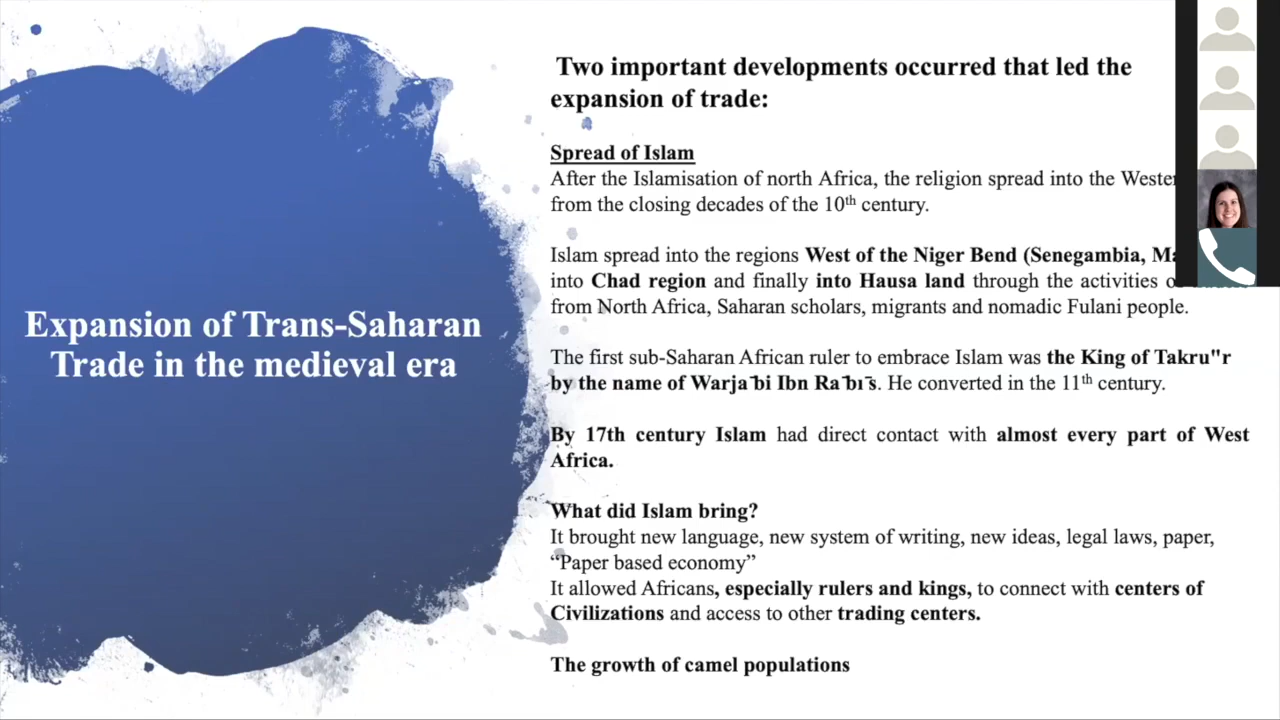 Expansion of Trans-Saharan
Trade in the medieval era
Two important developments occurred that led the
expansion of trade:
Spread of Islam
After the Islamisation of north Africa, the religion spread into the
from the closing decades of the 10th century.
Islam spread into the regions West of the Niger Bend (Senegambia,
into Chad region and finally into Hausa land through the activities
from North Africa, Saharan scholars, migrants and nomadic Fulani people.
The first sub-Saharan African ruler to embrace Islam was the King of Takru"r
by the name of Warja¯bi Ibn Ra¯bı¯s. He converted in the 11th century.
By 17th century Islam had direct contact with almost every part of West
Africa.
What did Islam bring?
It brought new language, new system of writing, new ideas, legal laws, paper,
“Paper based economy”
It allowed Africans, especially rulers and kings, to connect with centers of
Civilizations and access to other trading centers.
The growth of camel populations